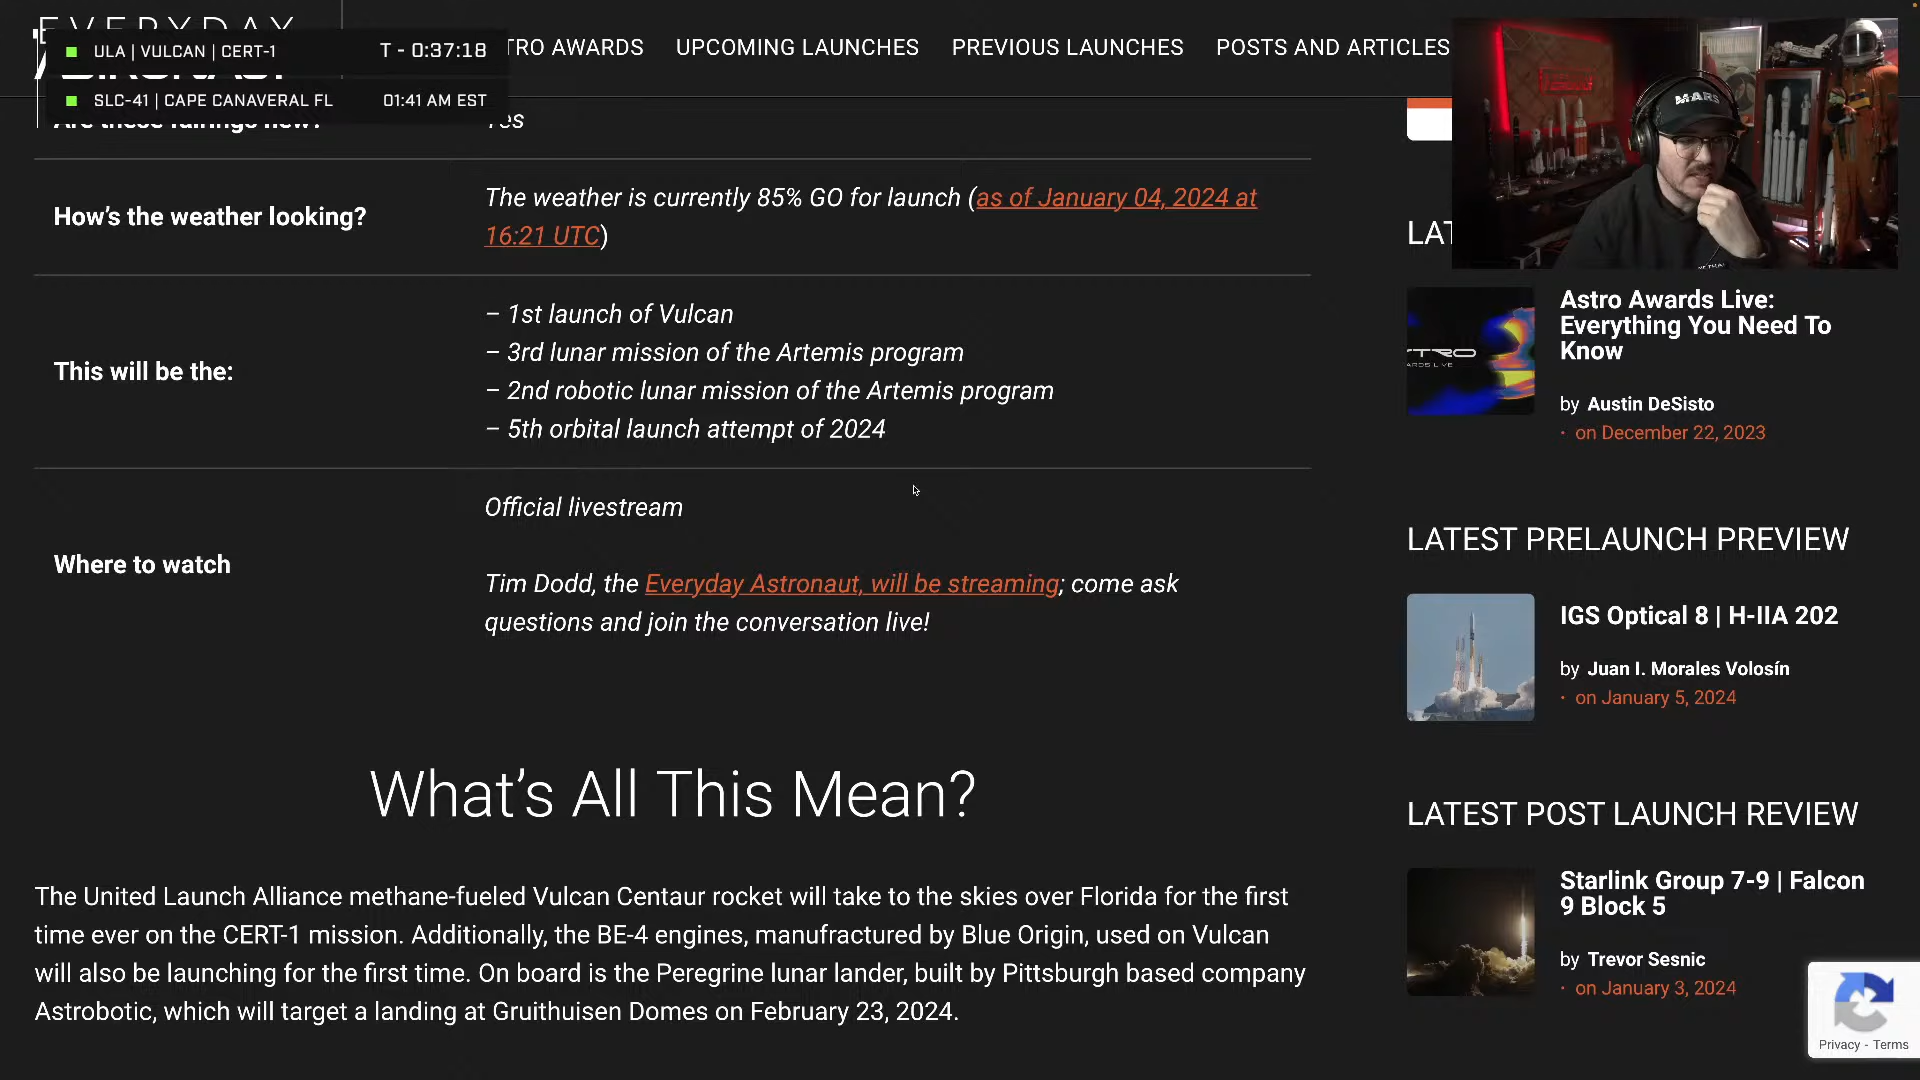 EVERYDAY
ULA | VULCAN | CERT-1 T - 0:37:18
SLC-41 | CAPE CANAVERAL FL 01:41 AM EST
TRO AWARDS UPCOMING LAUNCHES PREVIOUS LAUNCHES POSTS AND ARTICLES
Are these fairings new? Yes
How's the weather looking?
The weather is currently 85% GO for launch (as of January 04, 2024 at
16:21 UTC)
This will be the:
– 1st launch of Vulcan
– 3rd lunar mission of the Artemis program
– 2nd robotic lunar mission of the Artemis program
– 5th orbital launch attempt of 2024
Where to watch
Official livestream
Tim Dodd, the Everyday Astronaut, will be streaming; come ask
questions and join the conversation live!
What's All This Mean?
The United Launch Alliance methane-fueled Vulcan Centaur rocket will take to the skies over Florida for the first
time ever on the CERT-1 mission. Additionally, the BE-4 engines, manufractured by Blue Origin, used on Vulcan
will also be launching for the first time. On board is the Peregrine lunar lander, built by Pittsburgh based company
Astrobotic, which will target a landing at Gruithuisen Domes on February 23, 2024.
MARS
LAT
Astro Awards Live:
Everything You Need To
Know
by Austin DeSisto
· on December 22, 2023
LATEST PRELAUNCH PREVIEW
IGS Optical 8 | H-IIA 202
by Juan I. Morales Volosín
· on January 5, 2024
LATEST POST LAUNCH REVIEW
Starlink Group 7-9 | Falcon
9 Block 5
by Trevor Sesnic
· on January 3, 2024
Privacy - Terms